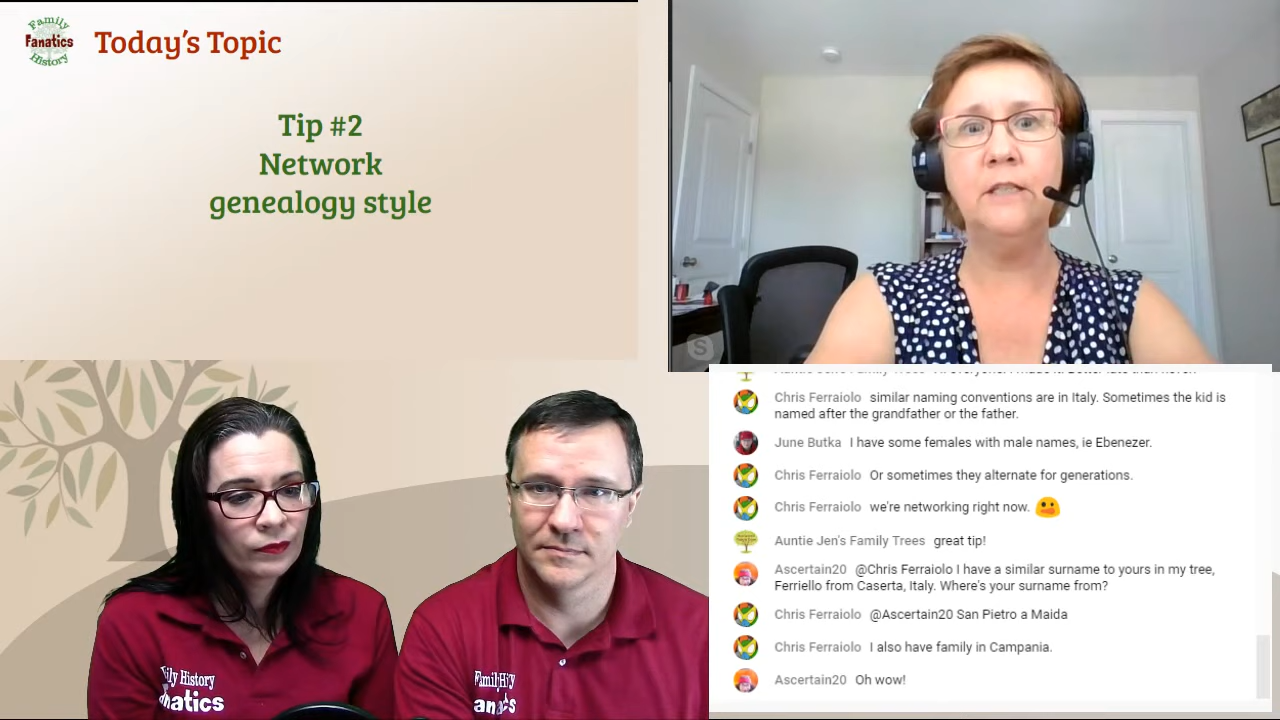 Family
Fanatics
History
Today's Topic
Tip #2
Network
genealogy style
S
Chris Ferraiolo similar naming conventions are in Italy. Sometimes the kid is
named after the grandfather or the father.
June Butka I have some females with male names, ie Ebenezer.
Chris Ferraiolo Or sometimes they alternate for generations.
Chris Ferraiolo we're networking right now.
Auntie Jen's Family Trees great tip!
Ascertain20 @Chris Ferraiolo I have a similar surname to yours in my tree,
Ferriello from Caserta, Italy. Where's your surname from?
Chris Ferraiolo @Ascertain20 San Pietro a Maida
Chris Ferraiolo I also have family in Campania.
Ascertain20 Oh wow!
ily History
natics